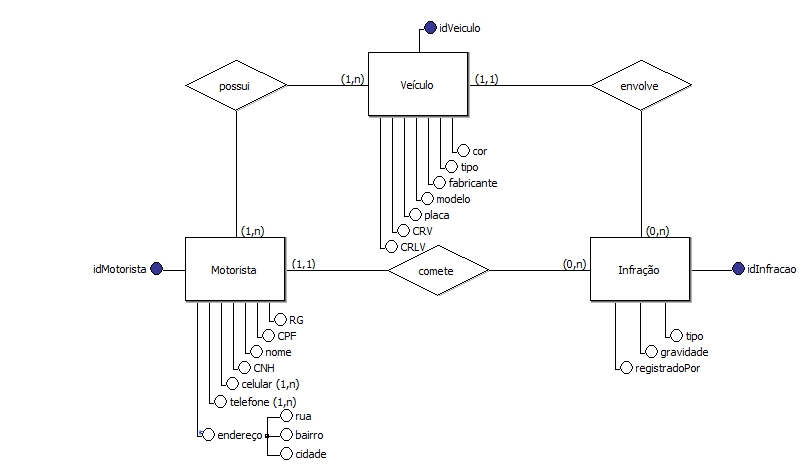 idVeiculo
possui
(1,n)
Veículo
(1,1)
envolve
cor
tipo
fabricante
modelo
placa
CRV
CRLV
(1,n)
(0,n)
idMotorista
Motorista
(1,1)
comete
(0,n)
Infração
idInfracao
RG
CPF
nome
CNH
celular (1,n)
telefone (1,n)
endereço
rua
bairro
cidade
tipo
gravidade
registradoPor